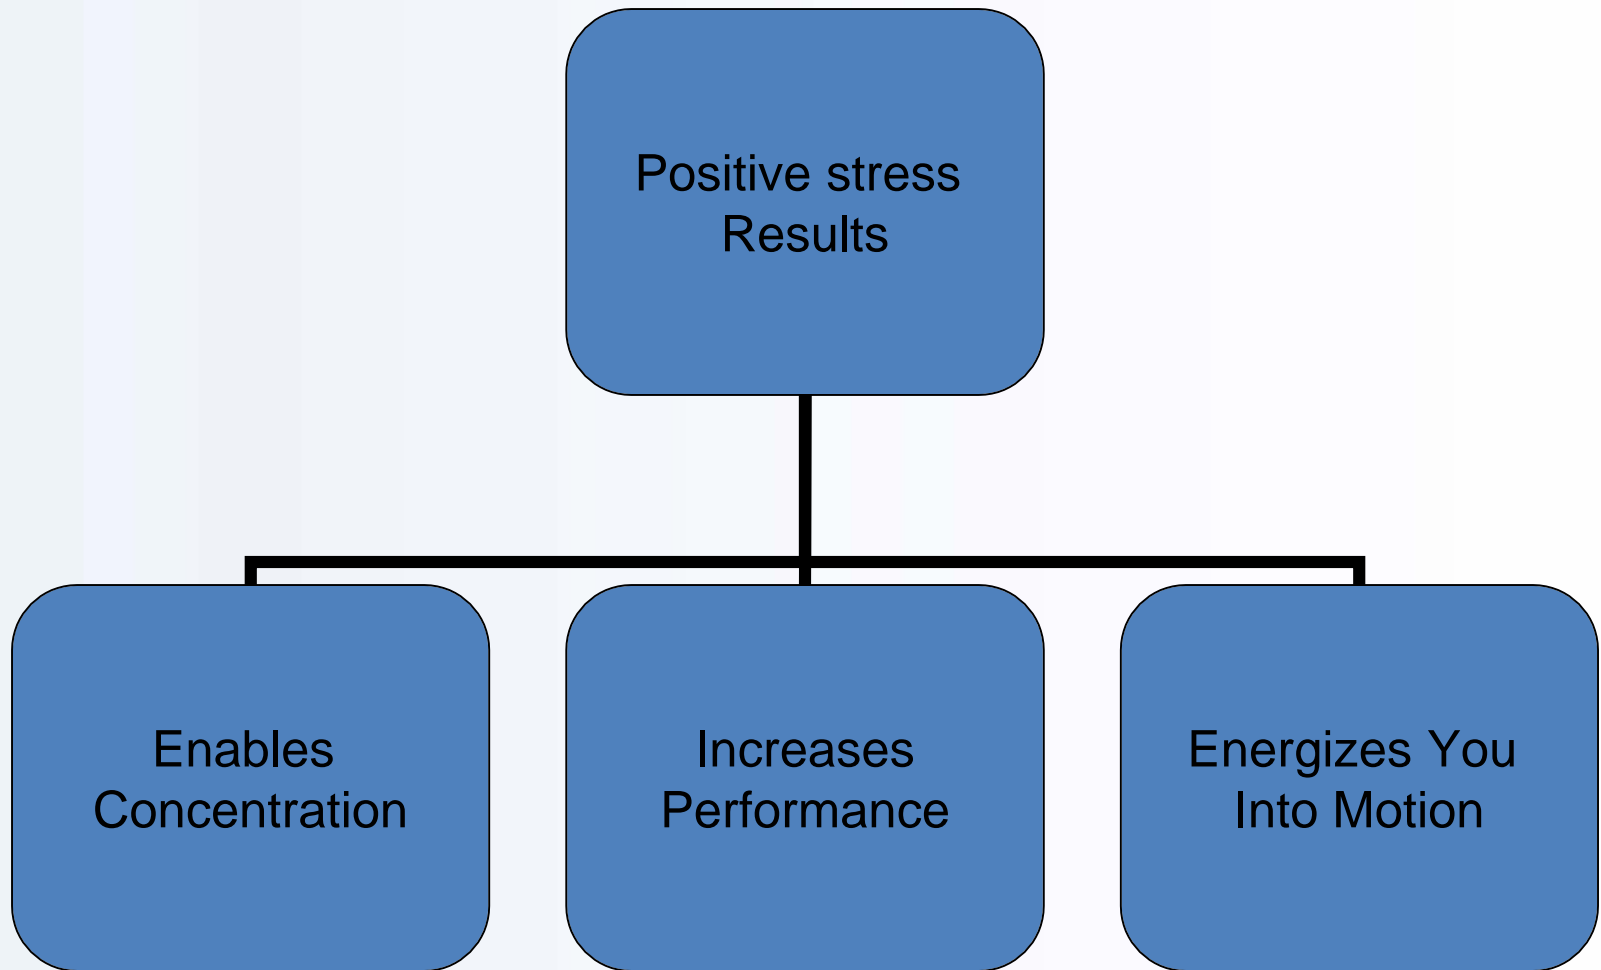 Positive stress
Results
Enables
Concentration
Increases
Performance
Energizes You
Into Motion